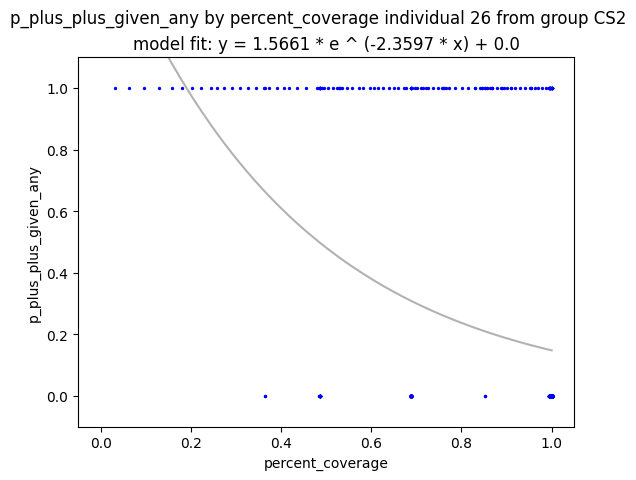 p_plus_plus_given_any by percent_coverage individual 26 from group CS2
model fit: y = 1.5661 * e ^ (-2.3597 * x) + 0.0
1.0
0.8
0.6
0.4
0.2
0.0
p_plus_plus_given_any
0.0 0.2 0.4 0.6 0.8 1.0
percent_coverage